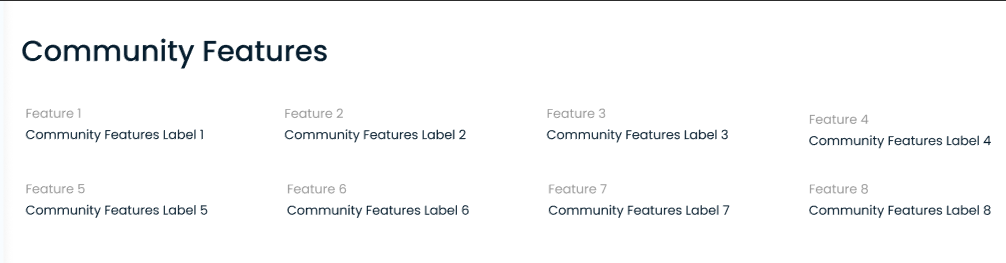 Community Features
Feature 1
Community Features Label 1
Feature 2
Community Features Label 2
Feature 3
Community Features Label 3
Feature 4
Community Features Label 4
Feature 5
Community Features Label 5
Feature 6
Community Features Label 6
Feature 7
Community Features Label 7
Feature 8
Community Features Label 8